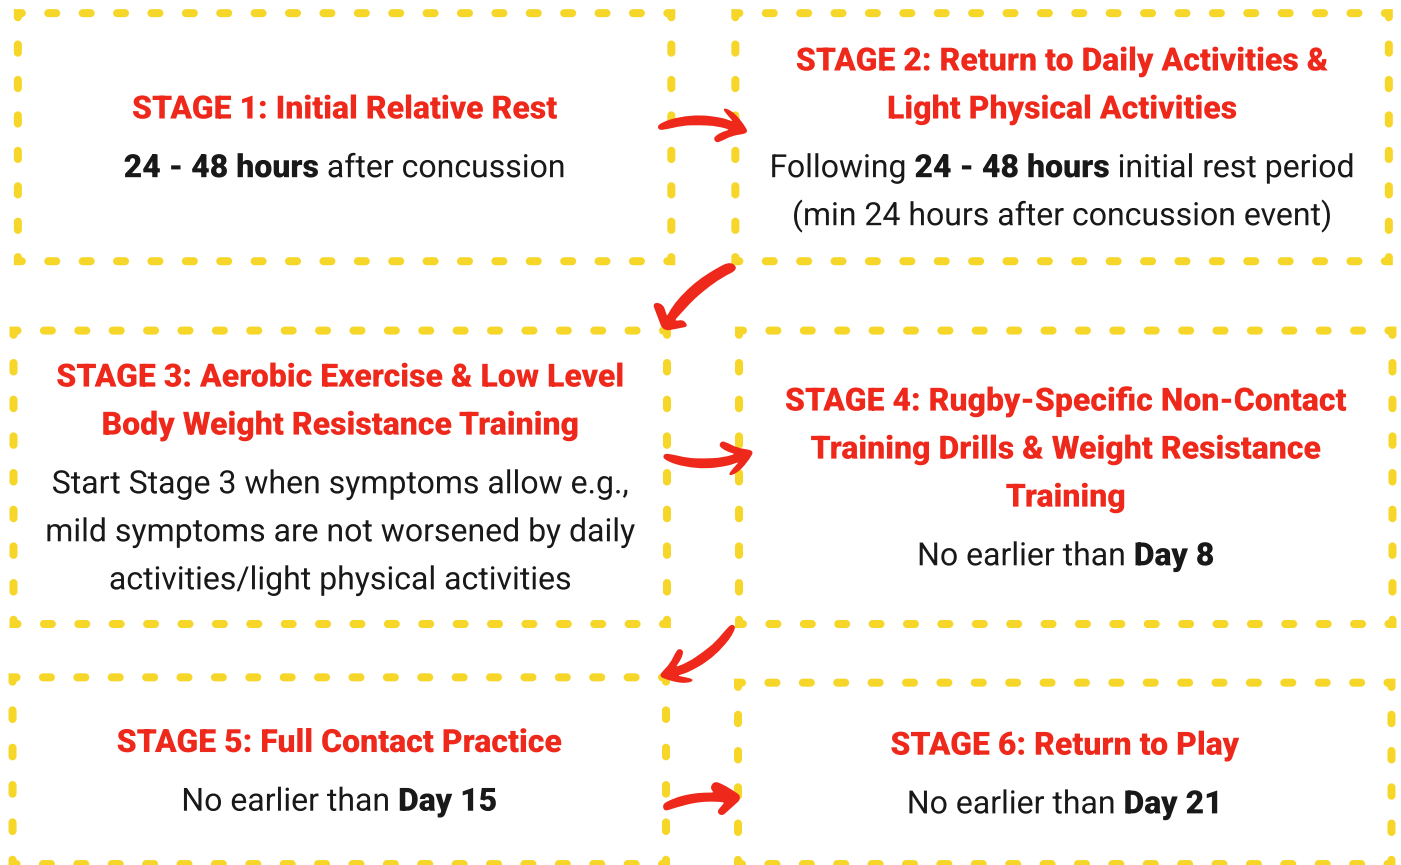 STAGE 1: Initial Relative Rest
24 - 48 hours after concussion
STAGE 2: Return to Daily Activities &
Light Physical Activities
Following 24 - 48 hours initial rest period
(min 24 hours after concussion event)
STAGE 3: Aerobic Exercise & Low Level
Body Weight Resistance Training
Start Stage 3 when symptoms allow e.g.,
mild symptoms are not worsened by daily
activities/light physical activities
STAGE 4: Rugby-Specific Non-Contact
Training Drills & Weight Resistance
Training
No earlier than Day 8
STAGE 5: Full Contact Practice
No earlier than Day 15
STAGE 6: Return to Play
No earlier than Day 21